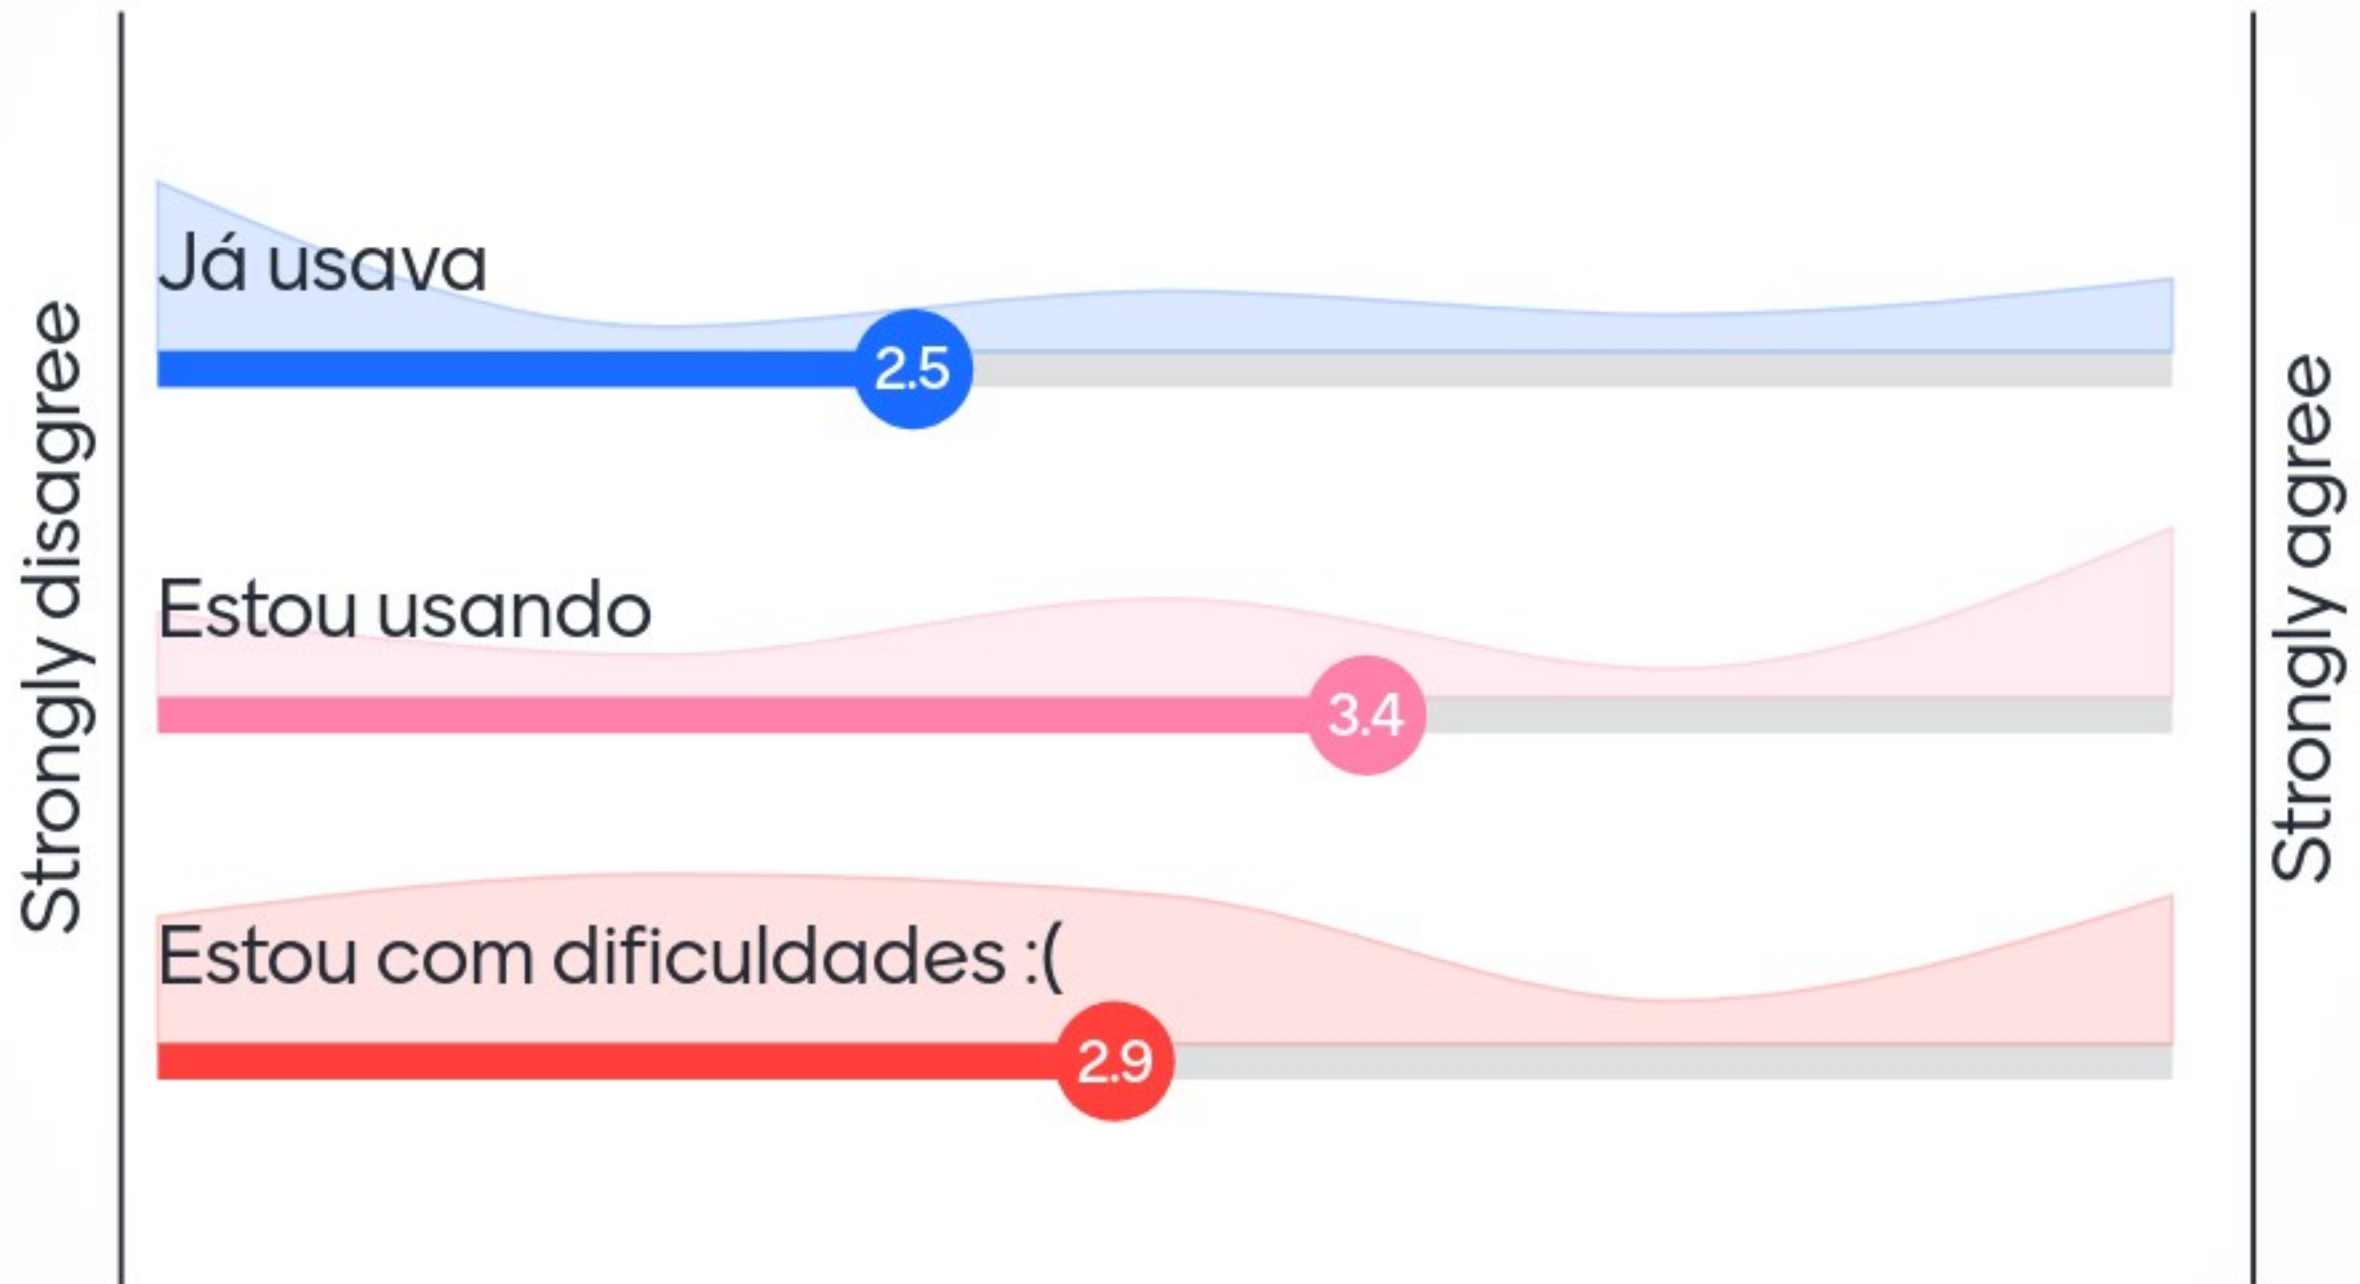 Strongly disagree
Já usava
2.5
Estou usando
3.4
Estou com dificuldades :(
2.9
Strongly agree